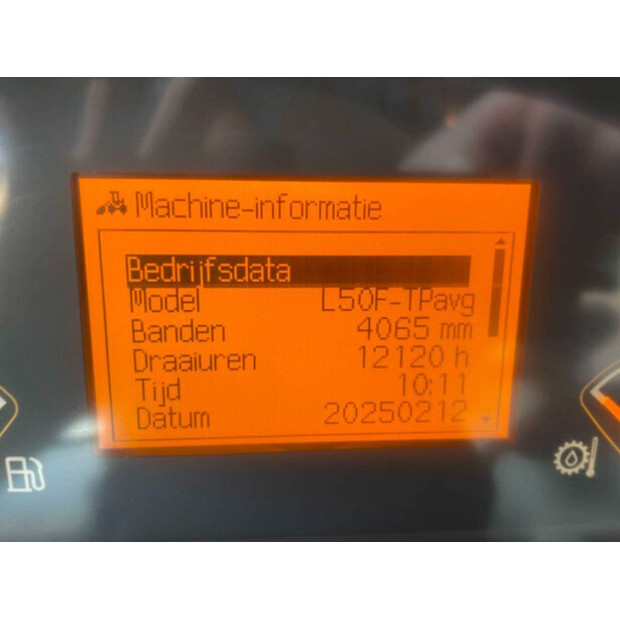 Machine-informatie
Bedrijfsdata
Model L50F-TPavg
Banden 4065 mm
Draaiuren 12120 h
Tijd 10:11
Datum 20250212